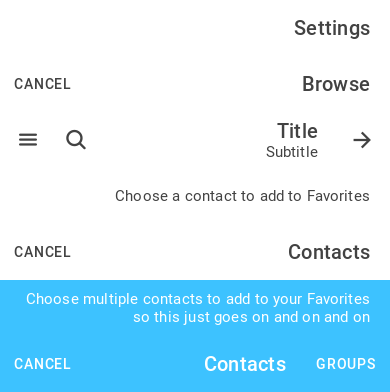 Settings
CANCEL Browse
Title
Subtitle
Choose a contact to add to Favorites
CANCEL Contacts
Choose multiple contacts to add to your Favorites
so this just goes on and on and on
CANCEL Contacts GROUPS